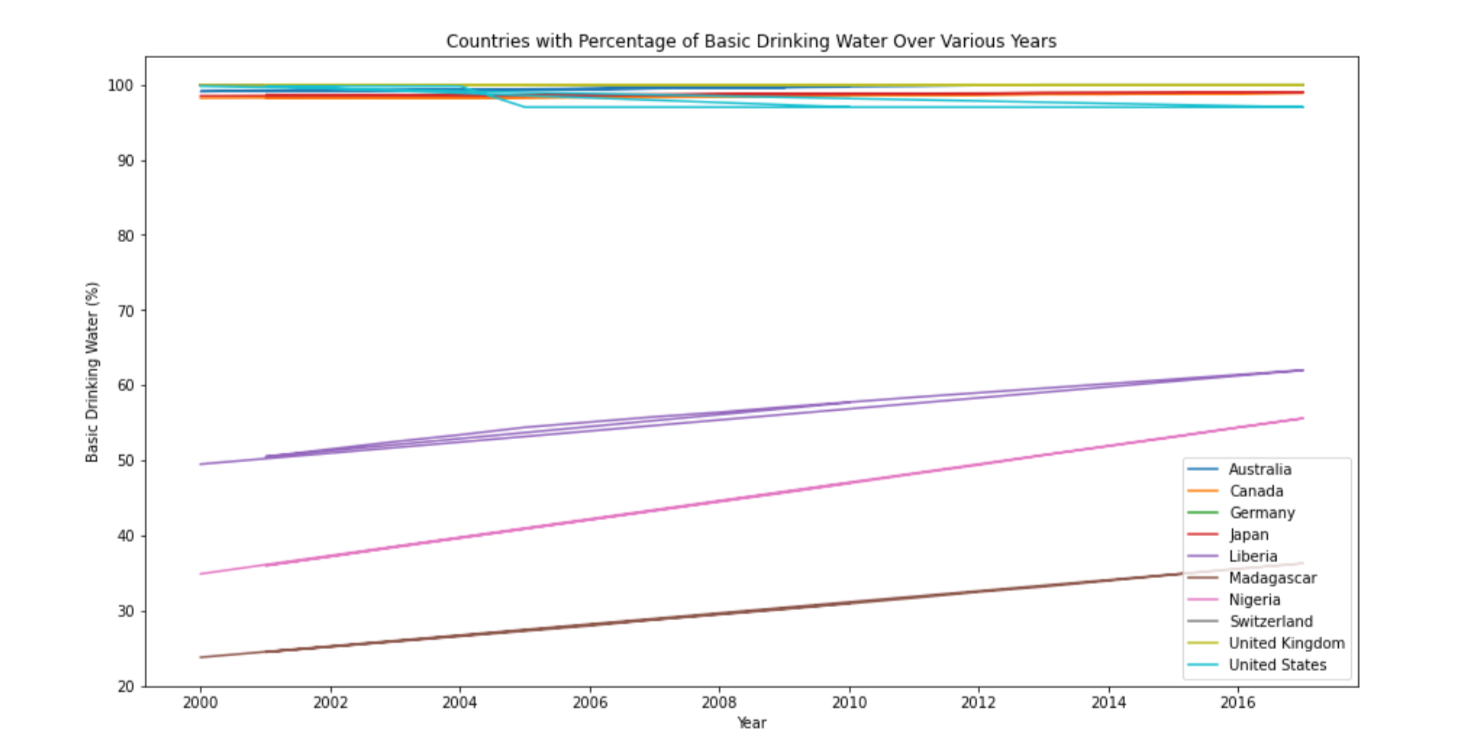 Countries with Percentage of Basic Drinking Water Over Various Years
100
90
80
70
60
50
40
30
20
Basic Drinking Water (%)
Australia
Canada
Germany
Japan
Liberia
Madagascar
Nigeria
Switzerland
United Kingdom
United States
2000 2002 2004 2006 2008 2010 2012 2014 2016
Year